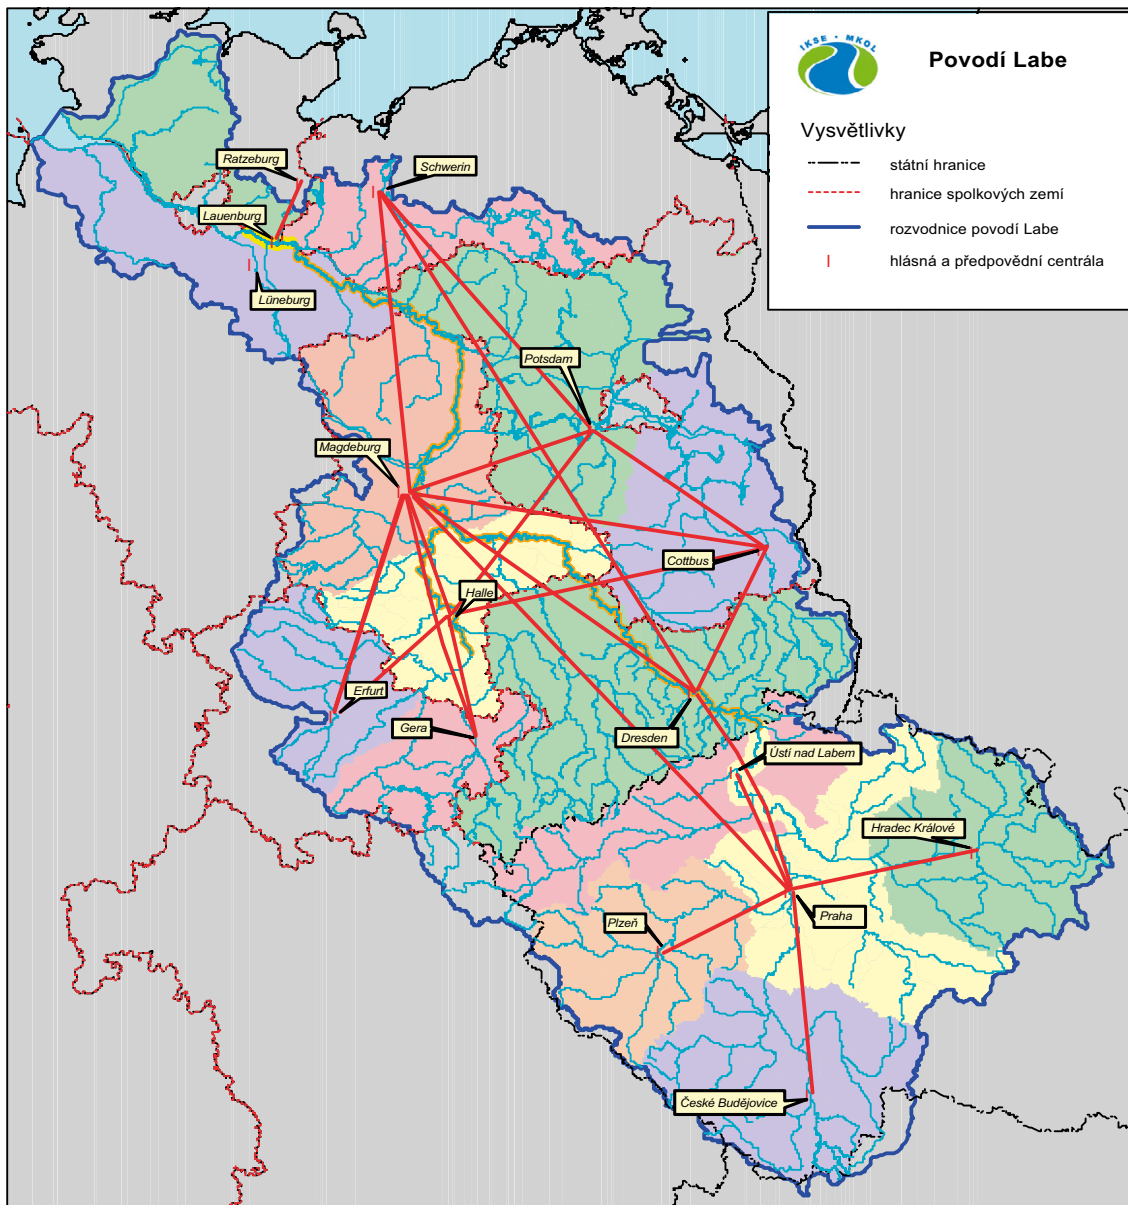 IKSE • MKOL
Povodí Labe
Vysvětlivky
státní hranice
hranice spolkových zemí
rozvodnice povodí Labe
hlásná a předpovědní centrála
Ratzeburg
Schwerin
Lauenburg
Lüneburg
Potsdam
Magdeburg
Cottbus
Halle
Erfurt
Gera
Dresden
Ústí nad Labem
Hradec Králové
Praha
Plzeň
České Budějovice